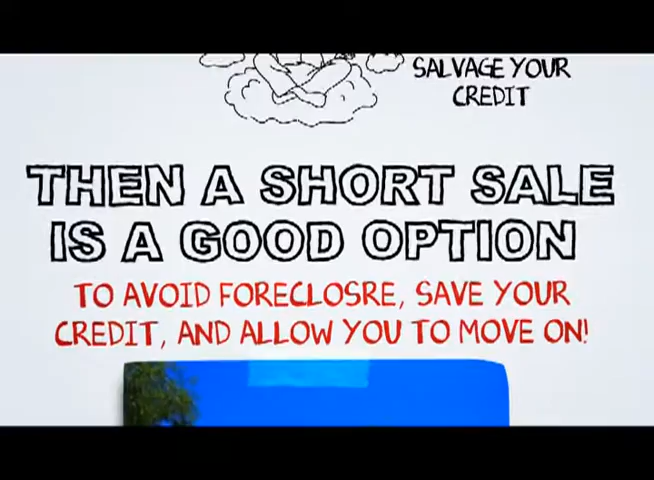 SALVAGE YOUR
CREDIT
THEN A SHORT SALE
IS A GOOD OPTION
TO AVOID FORECLOSRE, SAVE YOUR
CREDIT, AND ALLOW YOU TO MOVE ON!